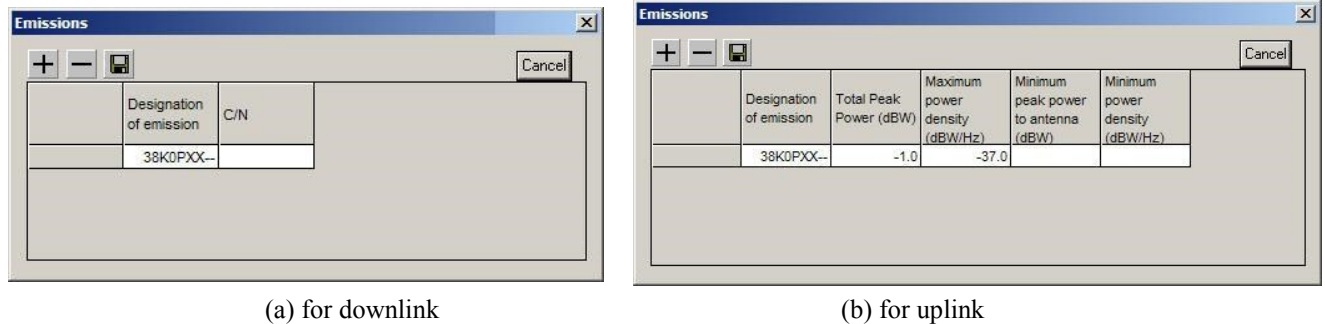 Emissions
Cancel
Designation
of emission
C/N
38K0PXX--
(a) for downlink
Emissions
Cancel
Designation
of emission
Total Peak
Power (dBW)
Maximum
power
density
(dBW/Hz)
Minimum
peak power
to antenna
(dBW)
Minimum
power
density
(dBW/Hz)
38K0PXX--
-1.0
-37.0
(b) for uplink